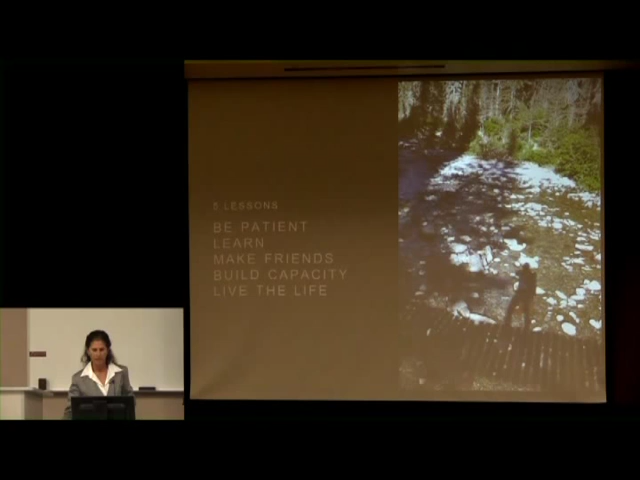 5 LESSONS
BE PATIENT
LEARN
MAKE FRIENDS
BUILD CAPACITY
LIVE THE LIFE